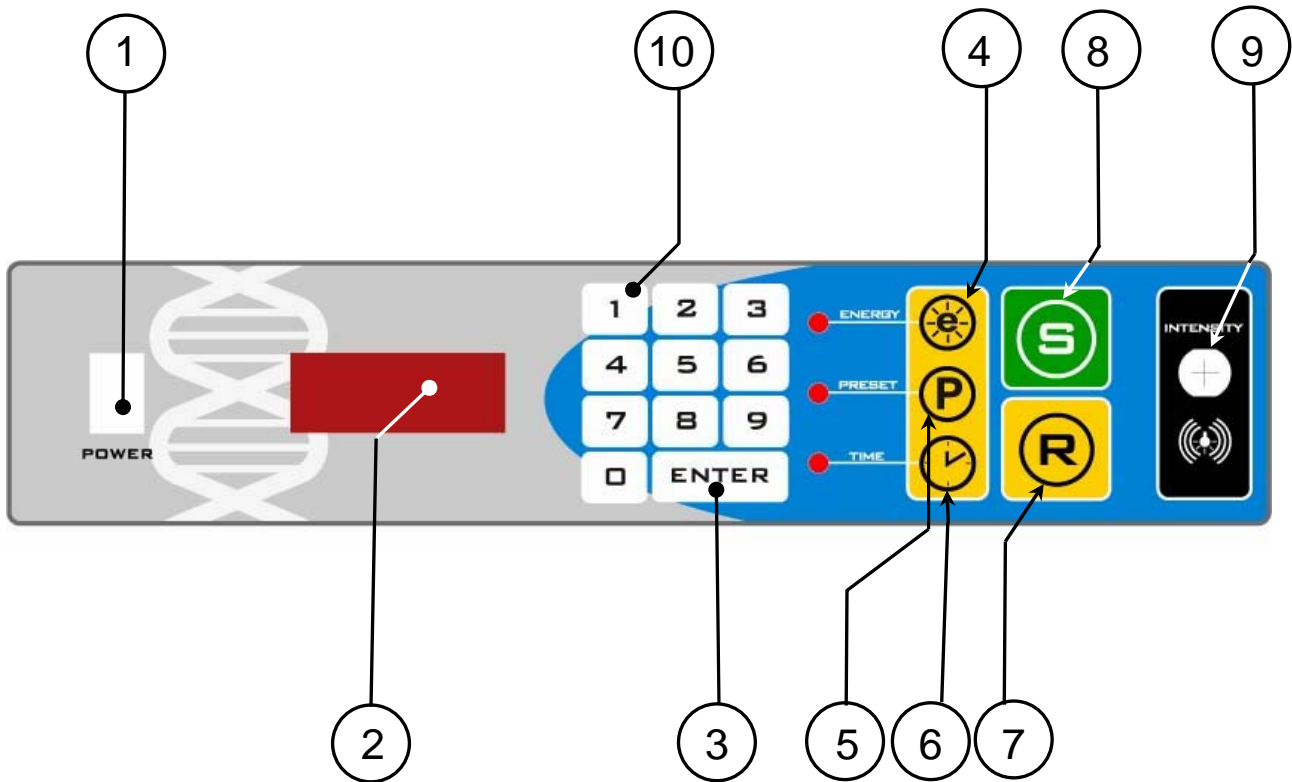 1 10 4 8 9
1 2 3
4 5 6
7 8 9
0 ENTER
POWER
ENERGY
PRESET
TIME
e
P
S
R
INTENSITY
2 3 5 6 7